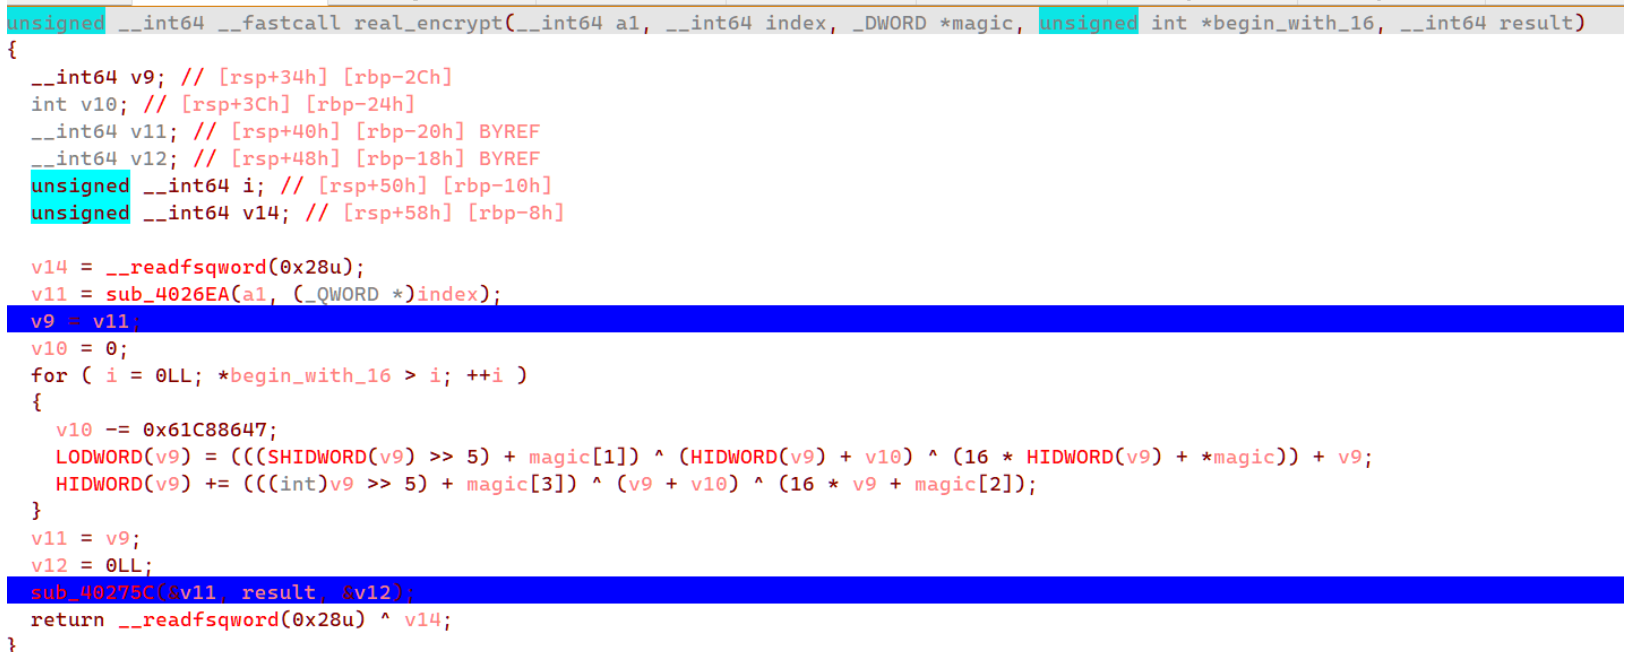 unsigned __int64 __fastcall real_encrypt(__int64 a1, __int64 index, _DWORD *magic, unsigned int *begin_with_16, __int64 result)
{
  __int64 v9; // [rsp+34h] [rbp-2Ch]
  int v10; // [rsp+3Ch] [rbp-24h]
  __int64 v11; // [rsp+40h] [rbp-20h] BYREF
  __int64 v12; // [rsp+48h] [rbp-18h] BYREF
  unsigned __int64 i; // [rsp+50h] [rbp-10h]
  unsigned __int64 v14; // [rsp+58h] [rbp-8h]

  v14 = __readfsqword(0x28u);
  v11 = sub_4026EA(a1, (_QWORD *)index);
  v9 = v11;
  v10 = 0;
  for ( i = 0LL; *begin_with_16 > i; ++i )
  {
    v10 -= 0x61C88647;
    LODWORD(v9) = (((SHIDWORD(v9) >> 5) + magic[1]) ^ (HIDWORD(v9) + v10) ^ (16 * HIDWORD(v9) + *magic)) + v9;
    HIDWORD(v9) += (((int)v9 >> 5) + magic[3]) ^ (v9 + v10) ^ (16 * v9 + magic[2]);
  }
  v11 = v9;
  v12 = 0LL;
  sub_40275C(&v11, result, &v12);
  return __readfsqword(0x28u) ^ v14;
}